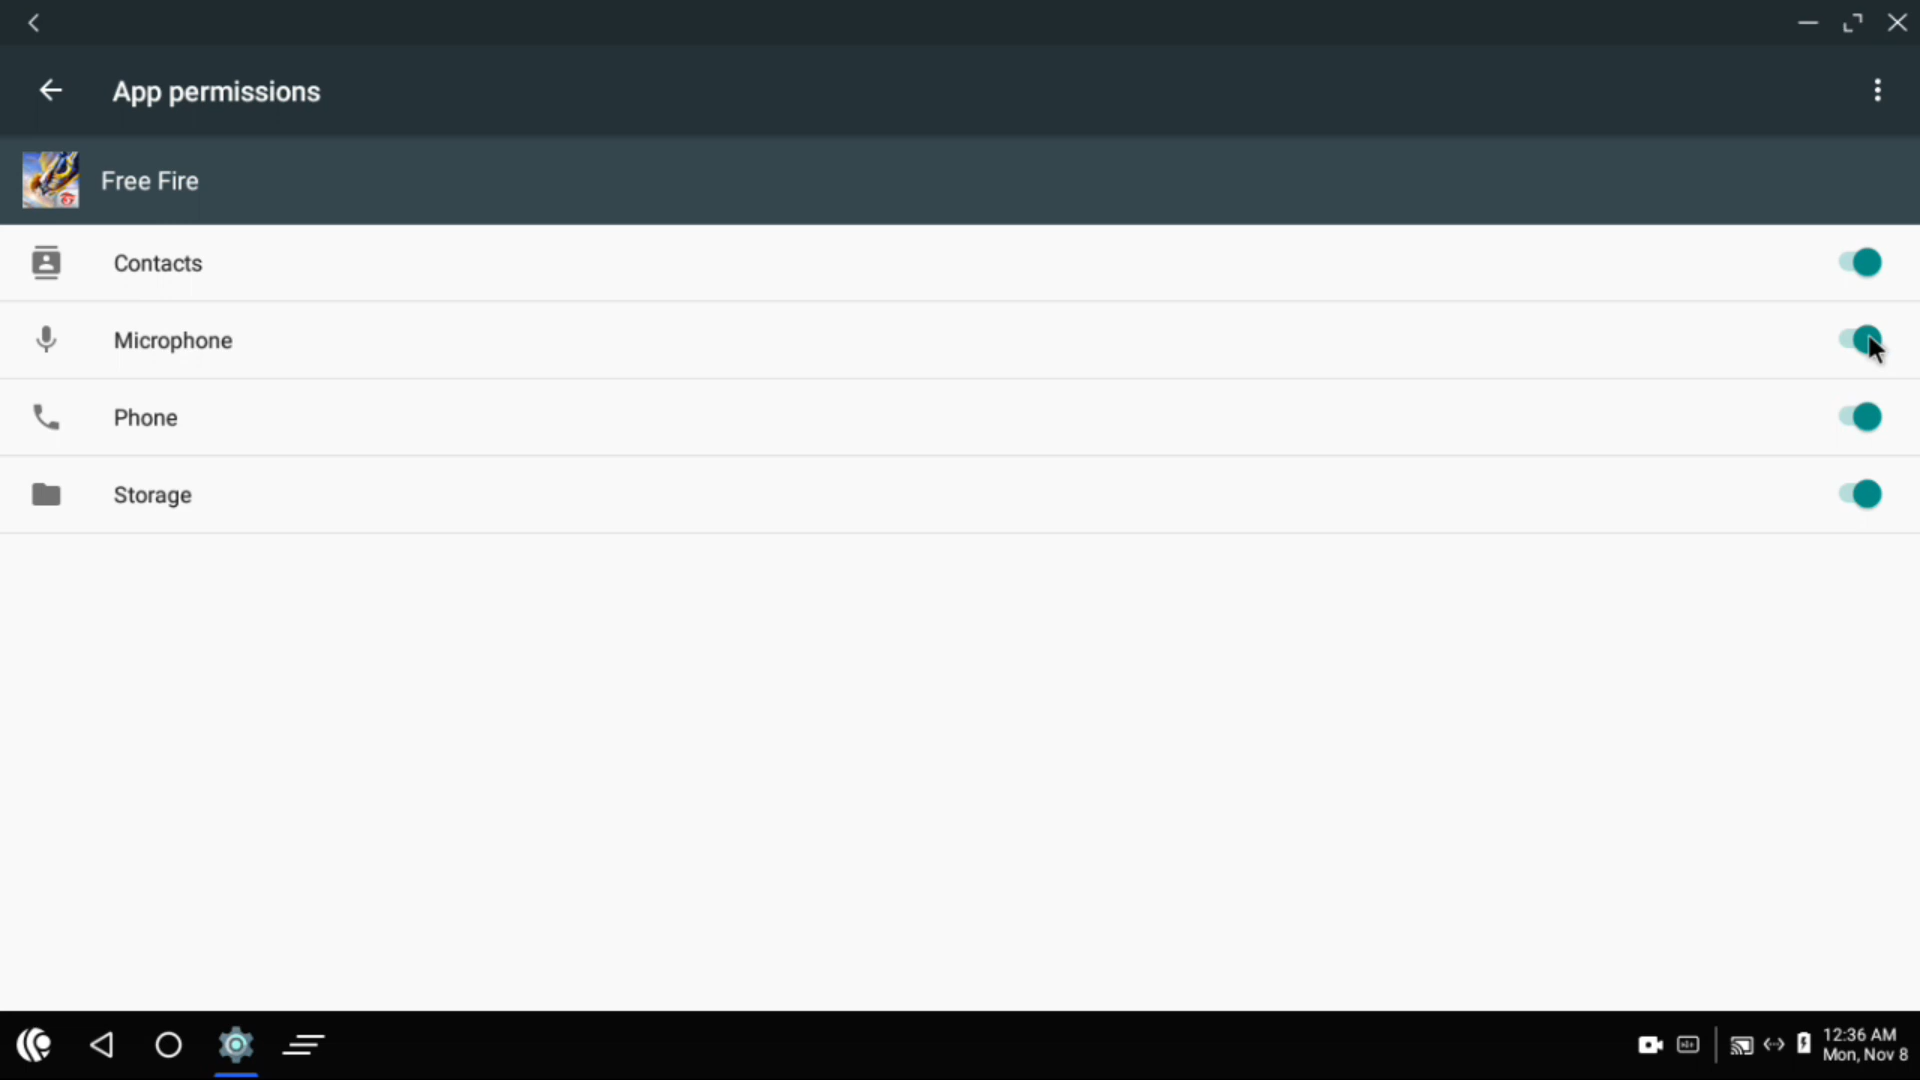 App permissions
Free Fire
Contacts
Microphone
Phone
Storage
12:36 AM
Mon, Nov 8